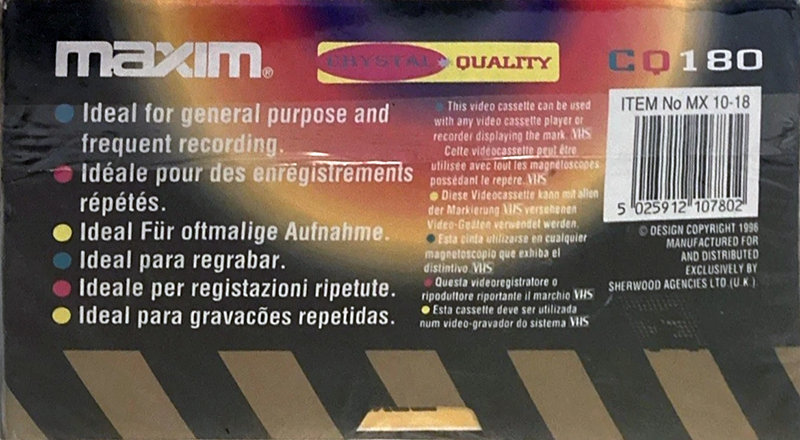 maxim®
CRYSTAL QUALITY
CQ180
Ideal for general purpose and
frequent recording.
Idéale pour des enrégistrements
répétés.
Ideal Für oftmalige Aufnahme.
Ideal para regrabar.
Ideale per registazioni ripetute.
Ideal para gravacões repetidas.
This video cassette can be used
with any video cassette player or
recorder displaying the mark. VHS
Cette vidéocassette peut être
utilisée avec tout les magnétoscopes
possédant le repère. VHS
Diese Videocassette kann mit allen
der Markierung VHS versehenen
Video-Geäten verwendet werden.
Esta cinta utilizarse en cualquier
magnetoscopio que exhiba el
distintivo VHS
Questa videoregistratore o
ripoduttore riportante il marchio VHS
Esta cassette deve ser utilizada
num video-gravador do sistema VHS
ITEM No MX 10-18
5 025912 107802
© DESIGN COPYRIGHT 1996
MANUFACTURED FOR
AND DISTRIBUTED
EXCLUSIVELY BY
SHERWOOD AGENCIES LTD (U.K.)